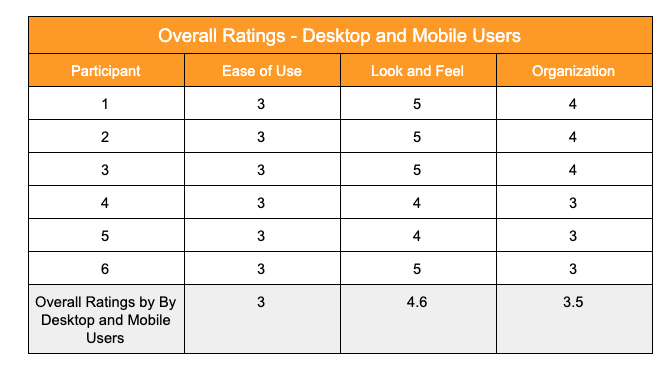 Overall Ratings - Desktop and Mobile Users
Participant Ease of Use Look and Feel Organization
1 3 5 4
2 3 5 4
3 3 5 4
4 3 4 3
5 3 4 3
6 3 5 3
Overall Ratings by By 3 4.6 3.5
Desktop and Mobile
Users